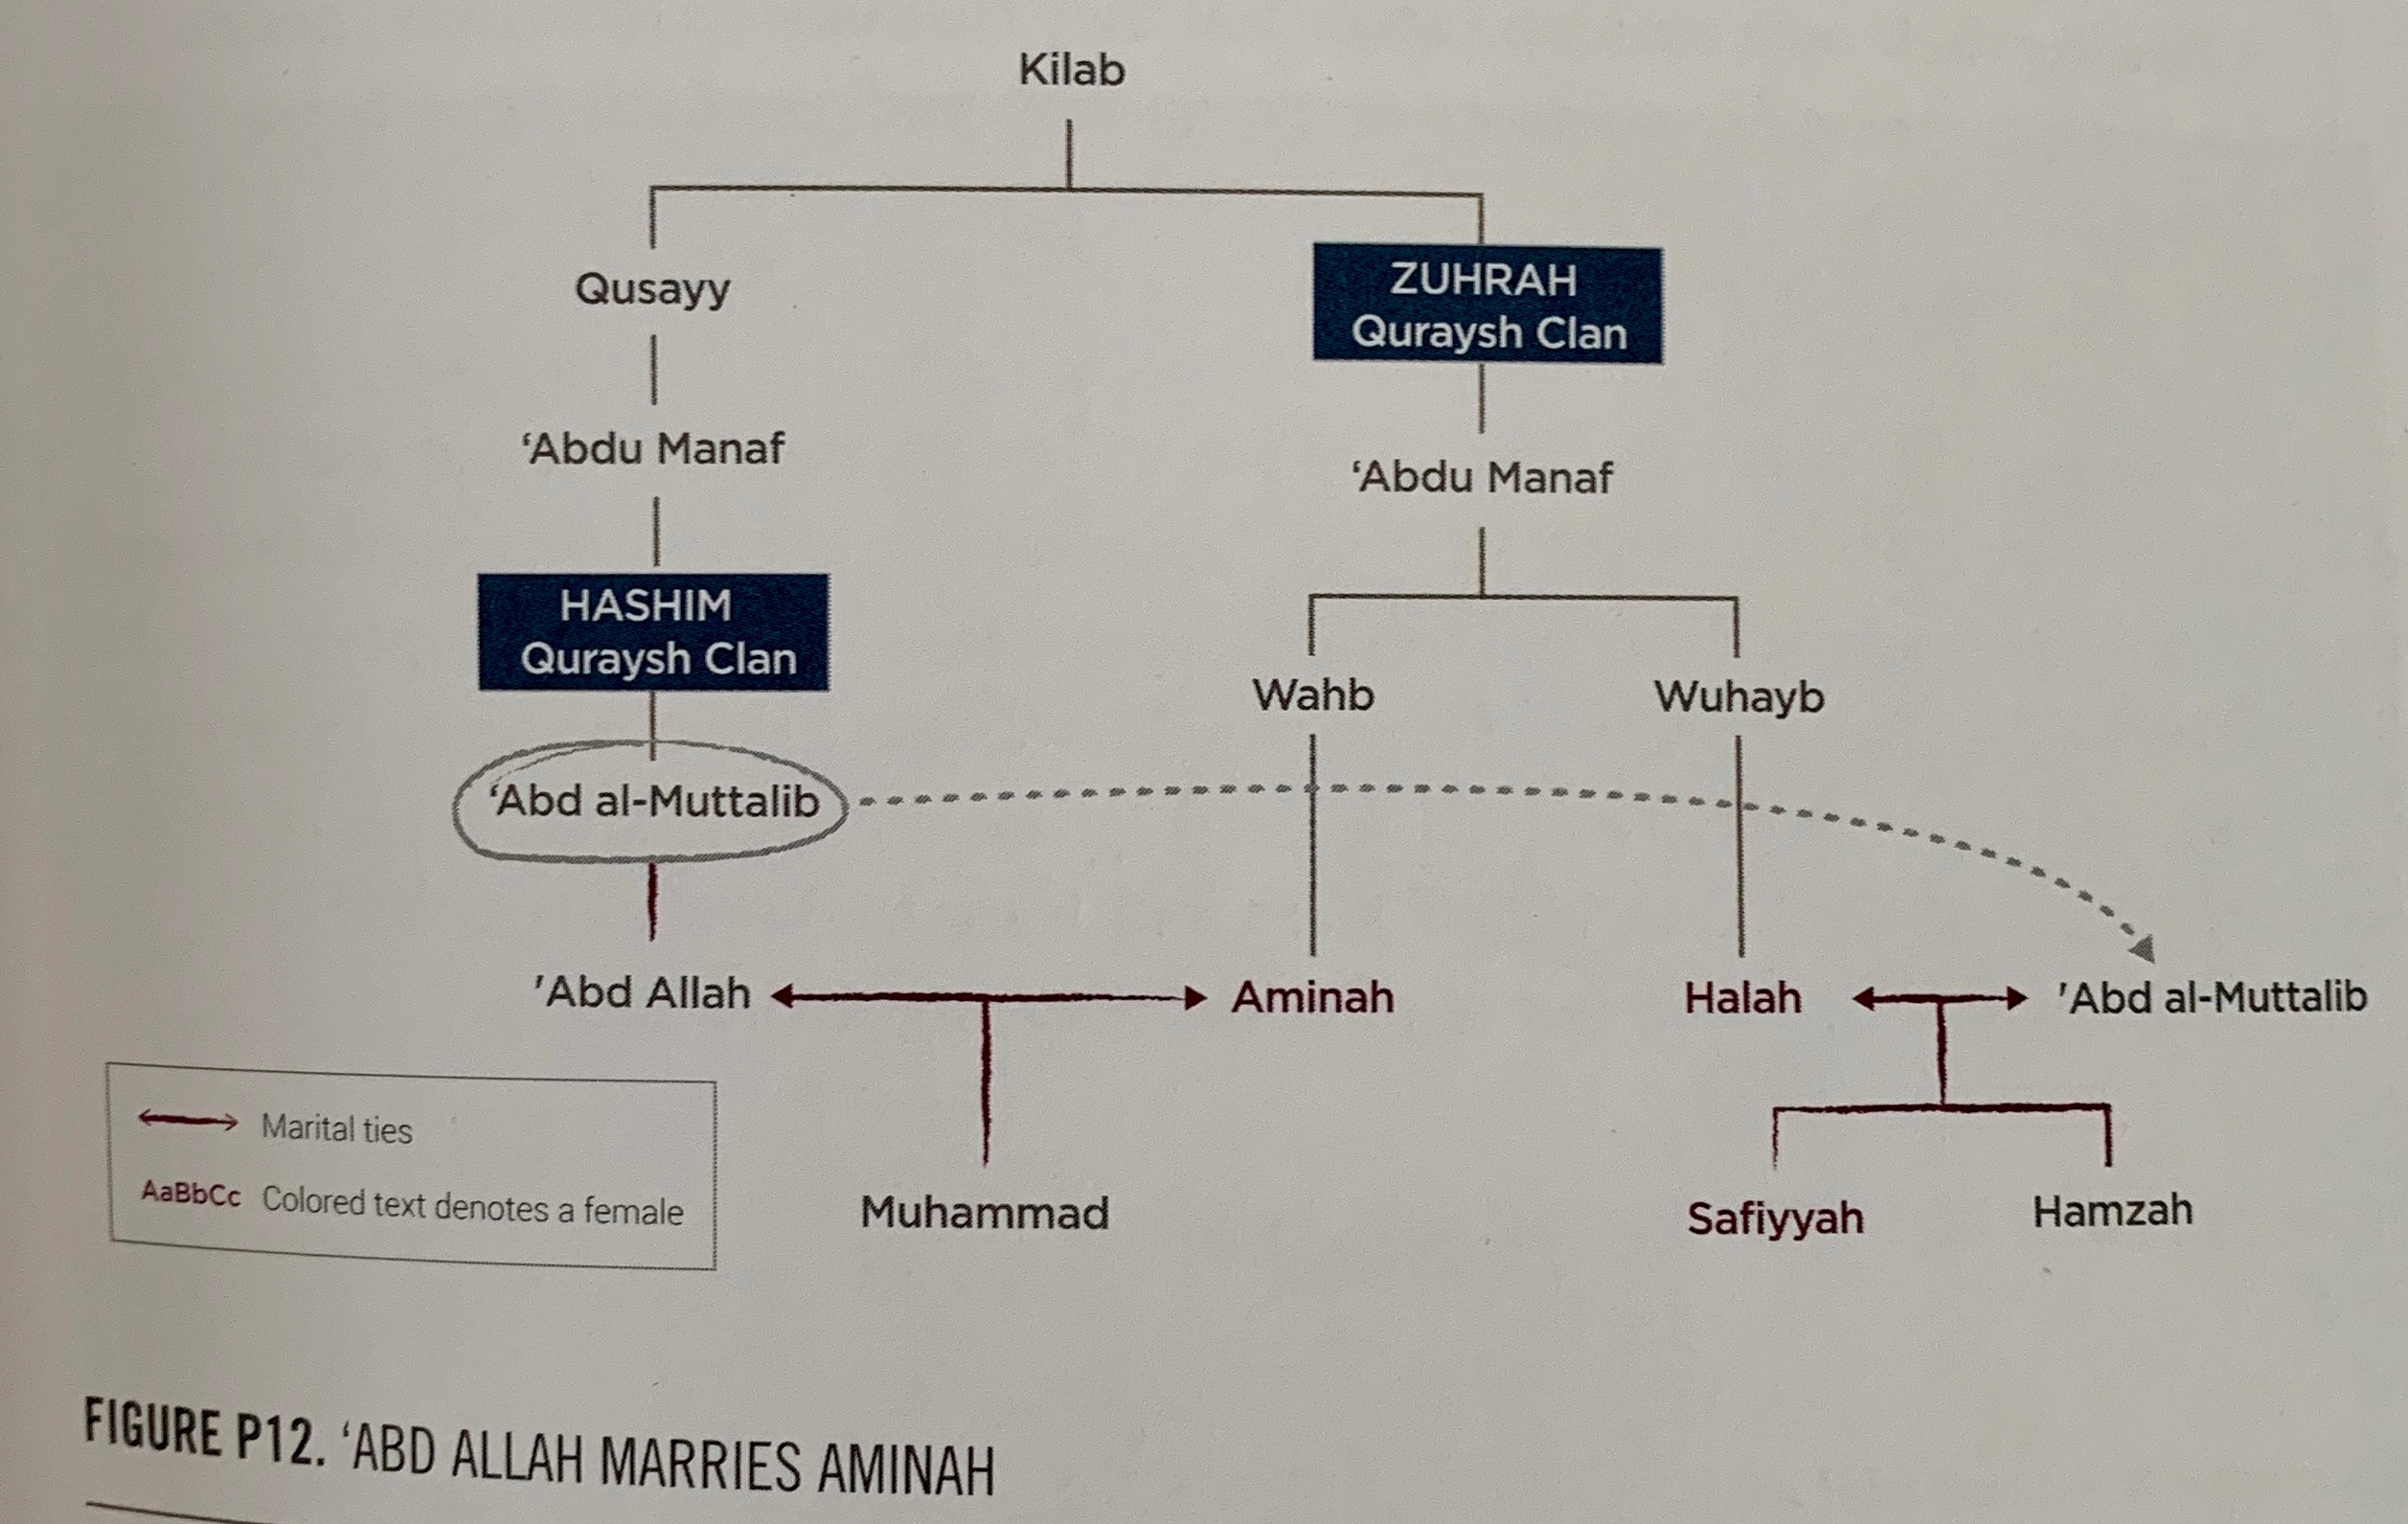 Kilab
Qusayy
ZUHRAH
Quraysh Clan
‘Abdu Manaf
‘Abdu Manaf
HASHIM
Quraysh Clan
Wahb
Wuhayb
‘Abd al-Muttalib
'Abd Allah
Aminah
Halah
'Abd al-Muttalib
Marital ties
AaBbCc Colored text denotes a female
Muhammad
Safiyyah
Hamzah
FIGURE P12. ‘ABD ALLAH MARRIES AMINAH